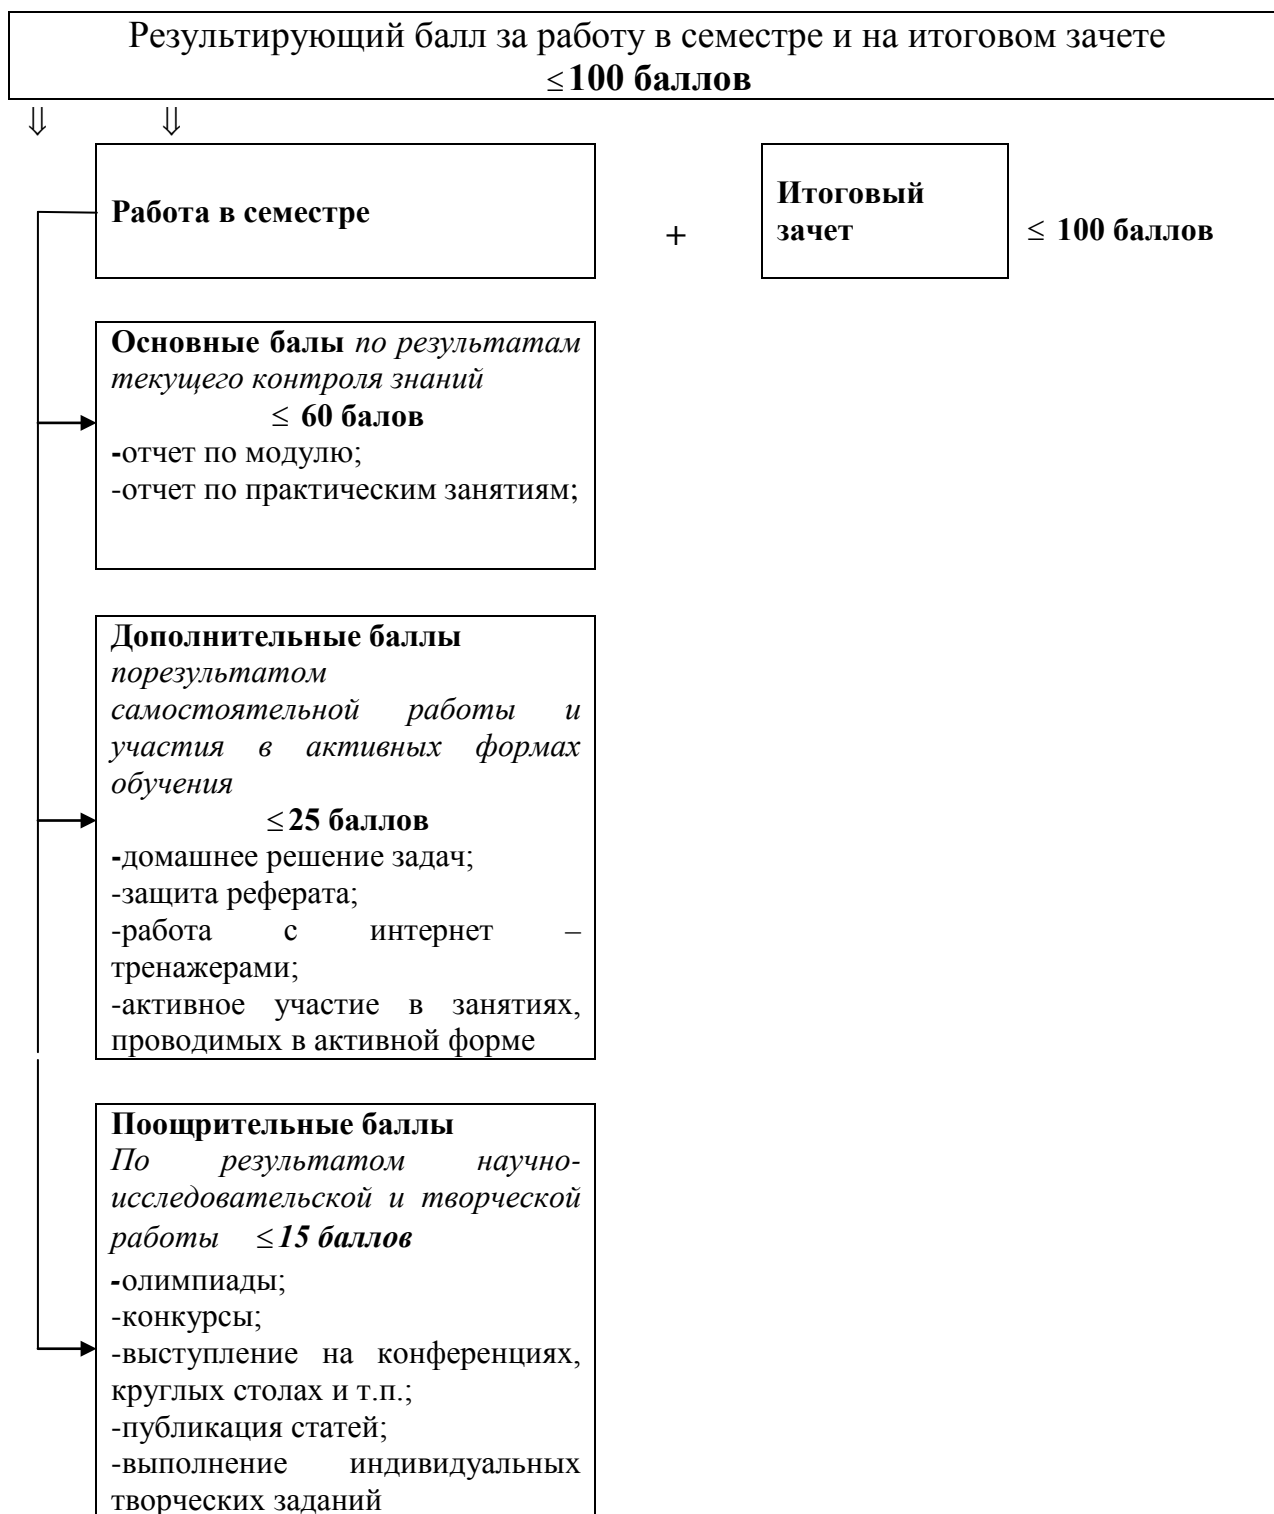 Результирующий балл за работу в семестре и на итоговом зачете
≤ 100 баллов
⇓ ⇓
Работа в семестре
+
Итоговый
зачет
≤ 100 баллов
Основные балы по результатам
текущего контроля знаний
≤ 60 балов
-отчет по модулю;
-отчет по практическим занятиям;
Дополнительные баллы
порезультатом
самостоятельной работы и
участия в активных формах
обучения
≤ 25 баллов
-домашнее решение задач;
-защита реферата;
-работа с интернет –
тренажерами;
-активное участие в занятиях,
проводимых в активной форме
Поощрительные баллы
По результатом научно-
исследовательской и творческой
работы ≤ 15 баллов
-олимпиады;
-конкурсы;
-выступление на конференциях,
круглых столах и т.п.;
-публикация статей;
-выполнение индивидуальных
творческих заданий